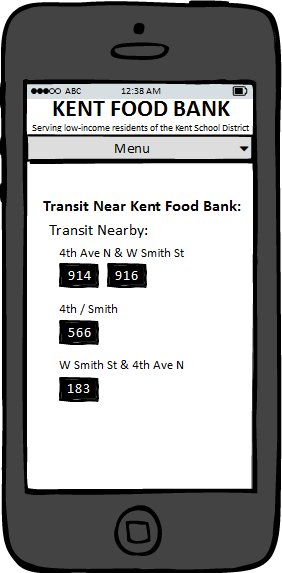 ABC 12:38 AM
KENT FOOD BANK
Serving low-income residents of the Kent School District
Menu
Transit Near Kent Food Bank:
Transit Nearby:
4th Ave N & W Smith St
914 916
4th / Smith
566
W Smith St & 4th Ave N
183